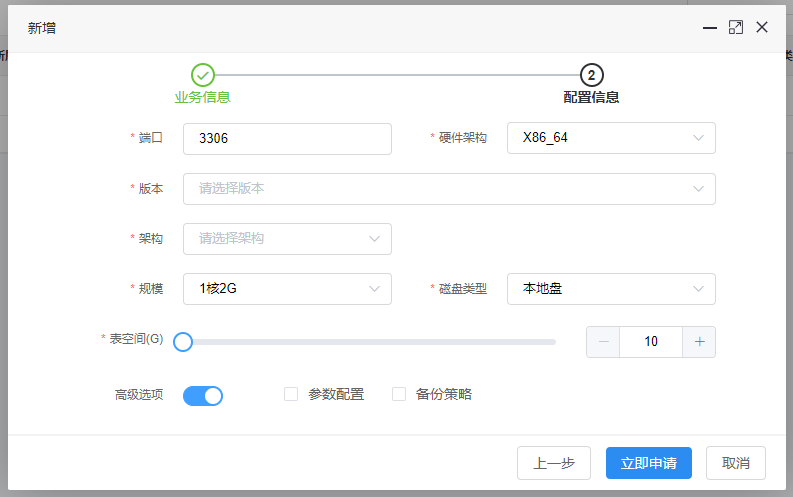 新增
2
业务信息 配置信息
* 端口 3306 * 硬件架构 X86_64
* 版本 请选择版本
* 架构 请选择架构
* 规模 1核2G * 磁盘类型 本地盘
* 表空间(G) 10
高级选项 参数配置 备份策略
上一步 立即申请 取消